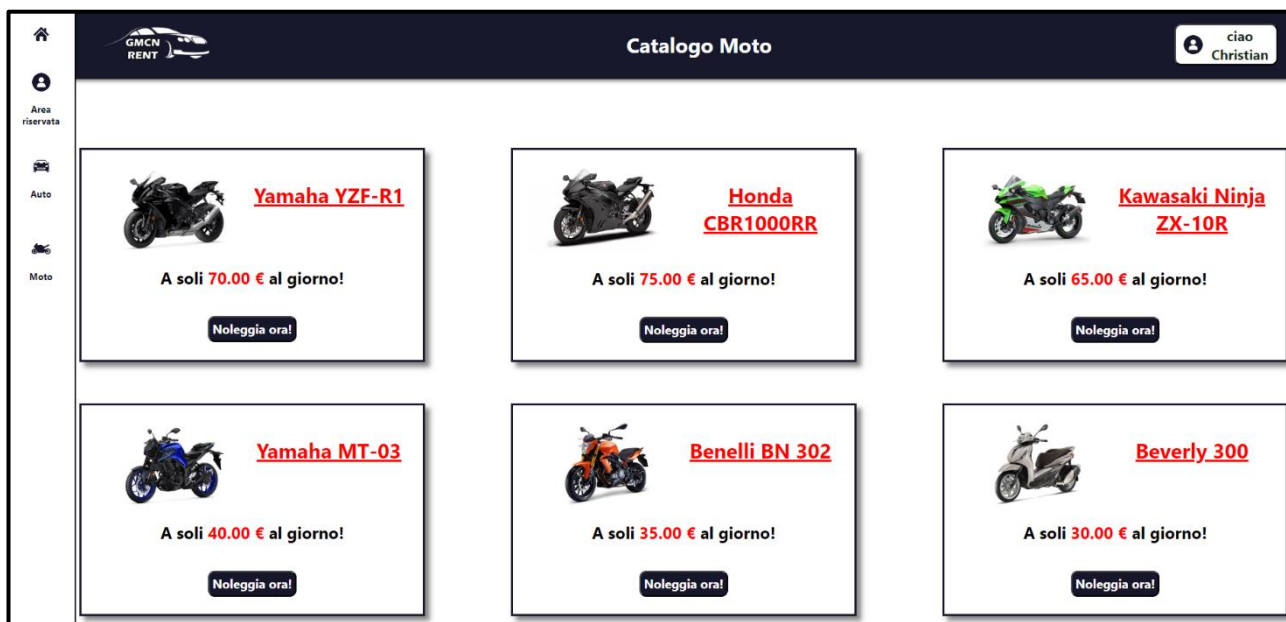 GMCN
RENT
Catalogo Moto
ciao
Christian
Area
riservata
Auto
Moto
Yamaha YZF-R1
A soli 70.00 € al giorno!
Noleggia ora!
Honda
CBR1000RR
A soli 75.00 € al giorno!
Noleggia ora!
Kawasaki Ninja
ZX-10R
A soli 65.00 € al giorno!
Noleggia ora!
Yamaha MT-03
A soli 40.00 € al giorno!
Noleggia ora!
Benelli BN 302
A soli 35.00 € al giorno!
Noleggia ora!
Beverly 300
A soli 30.00 € al giorno!
Noleggia ora!